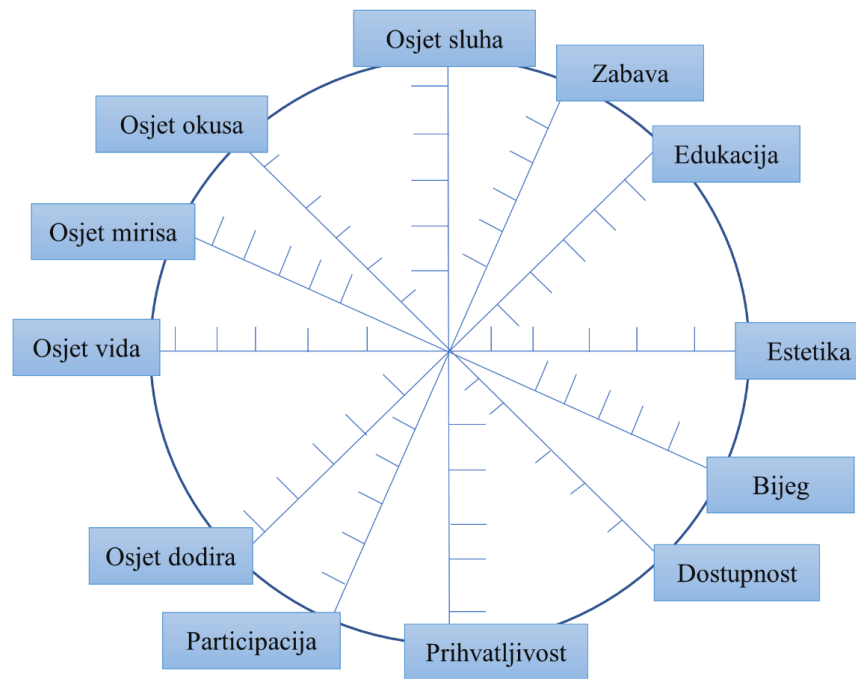 Osjet sluha
Zabava
Osjet okusa
Edukacija
Osjet mirisa
Osjet vida
Estetika
Bijeg
Osjet dodira
Dostupnost
Participacija
Prihvatljivost